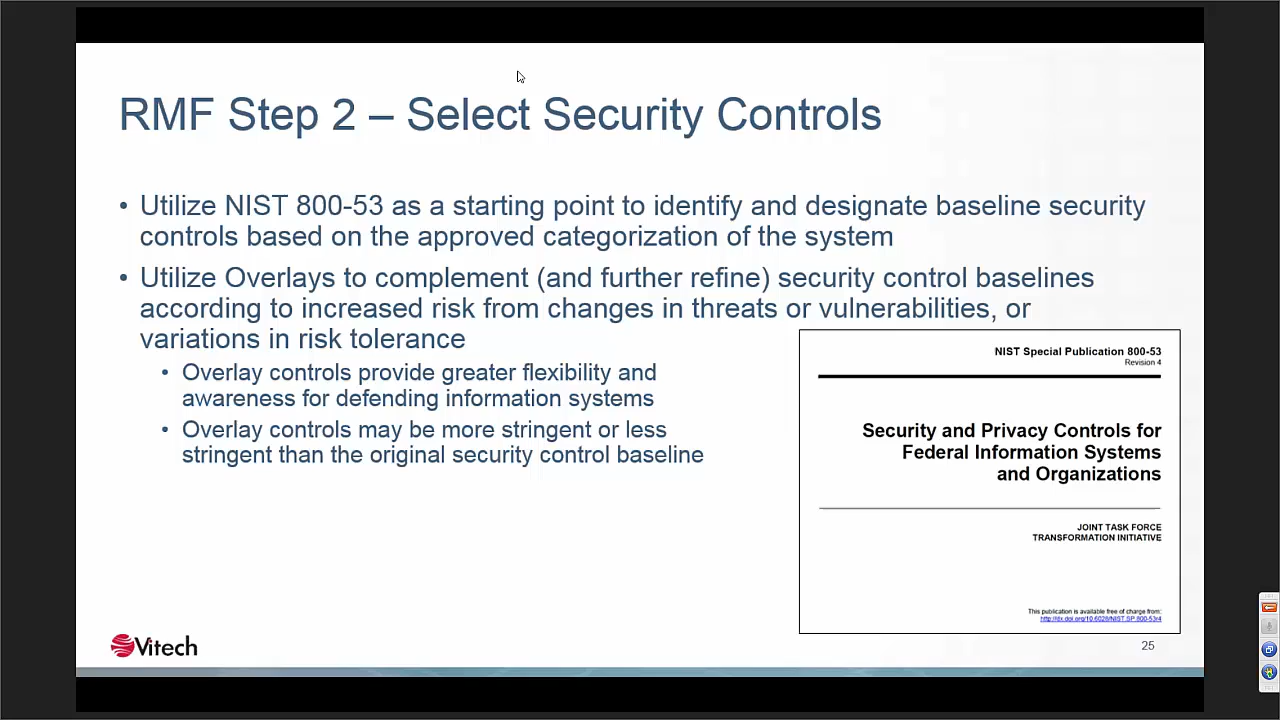 RMF Step 2 – Select Security Controls
• Utilize NIST 800-53 as a starting point to identify and designate baseline security
controls based on the approved categorization of the system
• Utilize Overlays to complement (and further refine) security control baselines
according to increased risk from changes in threats or vulnerabilities, or
variations in risk tolerance
• Overlay controls provide greater flexibility and
awareness for defending information systems
• Overlay controls may be more stringent or less
stringent than the original security control baseline
NIST Special Publication 800-53
Revision 4
Security and Privacy Controls for
Federal Information Systems
and Organizations
JOINT TASK FORCE
TRANSFORMATION INITIATIVE
This publication is available free of charge from:
http://dx.doi.org/10.6028/NIST.SP.800-53r4
Vitech
25